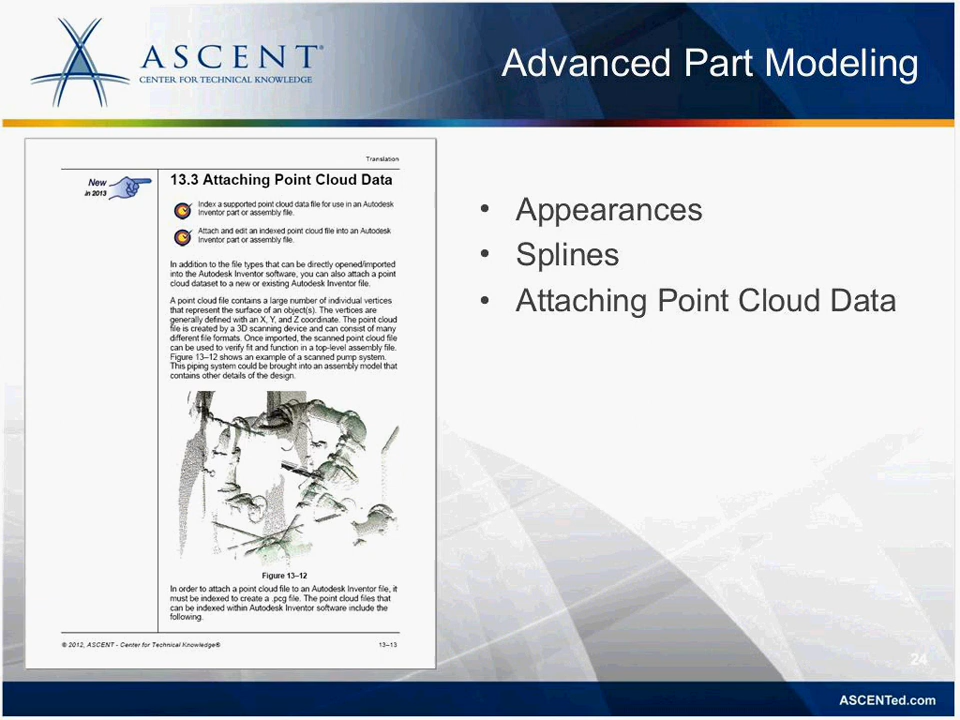 ASCENT®
CENTER FOR TECHNICAL KNOWLEDGE
Advanced Part Modeling
Translation
New
in 2013
13.3 Attaching Point Cloud Data
Index a supported point cloud data file for use in an Autodesk
Inventor part or assembly file.
Attach and edit an indexed point cloud file into an Autodesk
Inventor part or assembly file.
In addition to the file types that can be directly opened/imported
into the Autodesk Inventor software, you can also attach a point
cloud dataset to a new or existing Autodesk Inventor file.
A point cloud file contains a large number of individual vertices
that represent the surface of an object(s). The vertices are
generally defined with an X, Y, and Z coordinate. The point cloud
file is created by a 3D scanning device and can consist of many
different file formats. Once imported, the scanned point cloud file
can be used to verify fit and function in a top-level assembly file.
Figure 13–12 shows an example of a scanned pump system.
This piping system could be brought into an assembly model that
contains other details of the design.
Figure 13–12
In order to attach a point cloud file to an Autodesk Inventor file, it
must be indexed to create a .pcg file. The point cloud files that
can be indexed within Autodesk Inventor software include the
following.
© 2012, ASCENT - Center for Technical Knowledge®
13–13
• Appearances
• Splines
• Attaching Point Cloud Data
24
ASCENTed.com